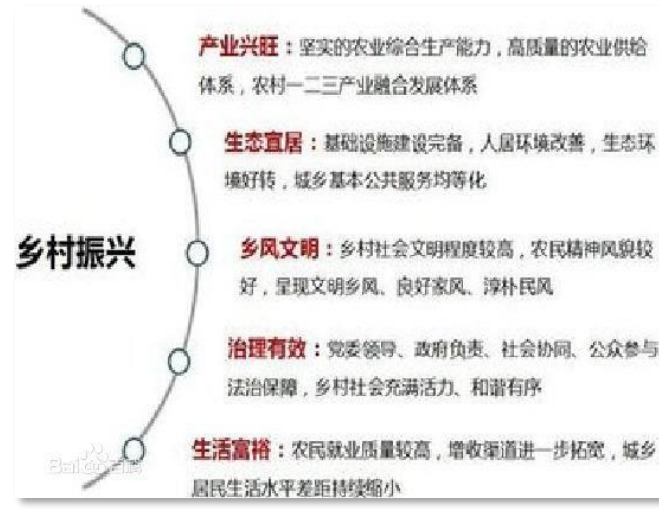 产业兴旺：坚实的农业综合生产能力，高质量的农业供给
体系，农村一二三产业融合发展体系
生态宜居：基础设施建设完备，人居环境改善，生态环
境好转，城乡基本公共服务均等化
乡村振兴
乡风文明：乡村社会文明程度较高，农民精神风貌较
好，呈现文明乡风、良好家风、淳朴民风
治理有效：党委领导、政府负责、社会协同、公众参与
法治保障，乡村社会充满活力、和谐有序
生活富裕：农民就业质量较高，增收渠道进一步拓宽，城乡
居民生活水平差距持续缩小
Bai百科